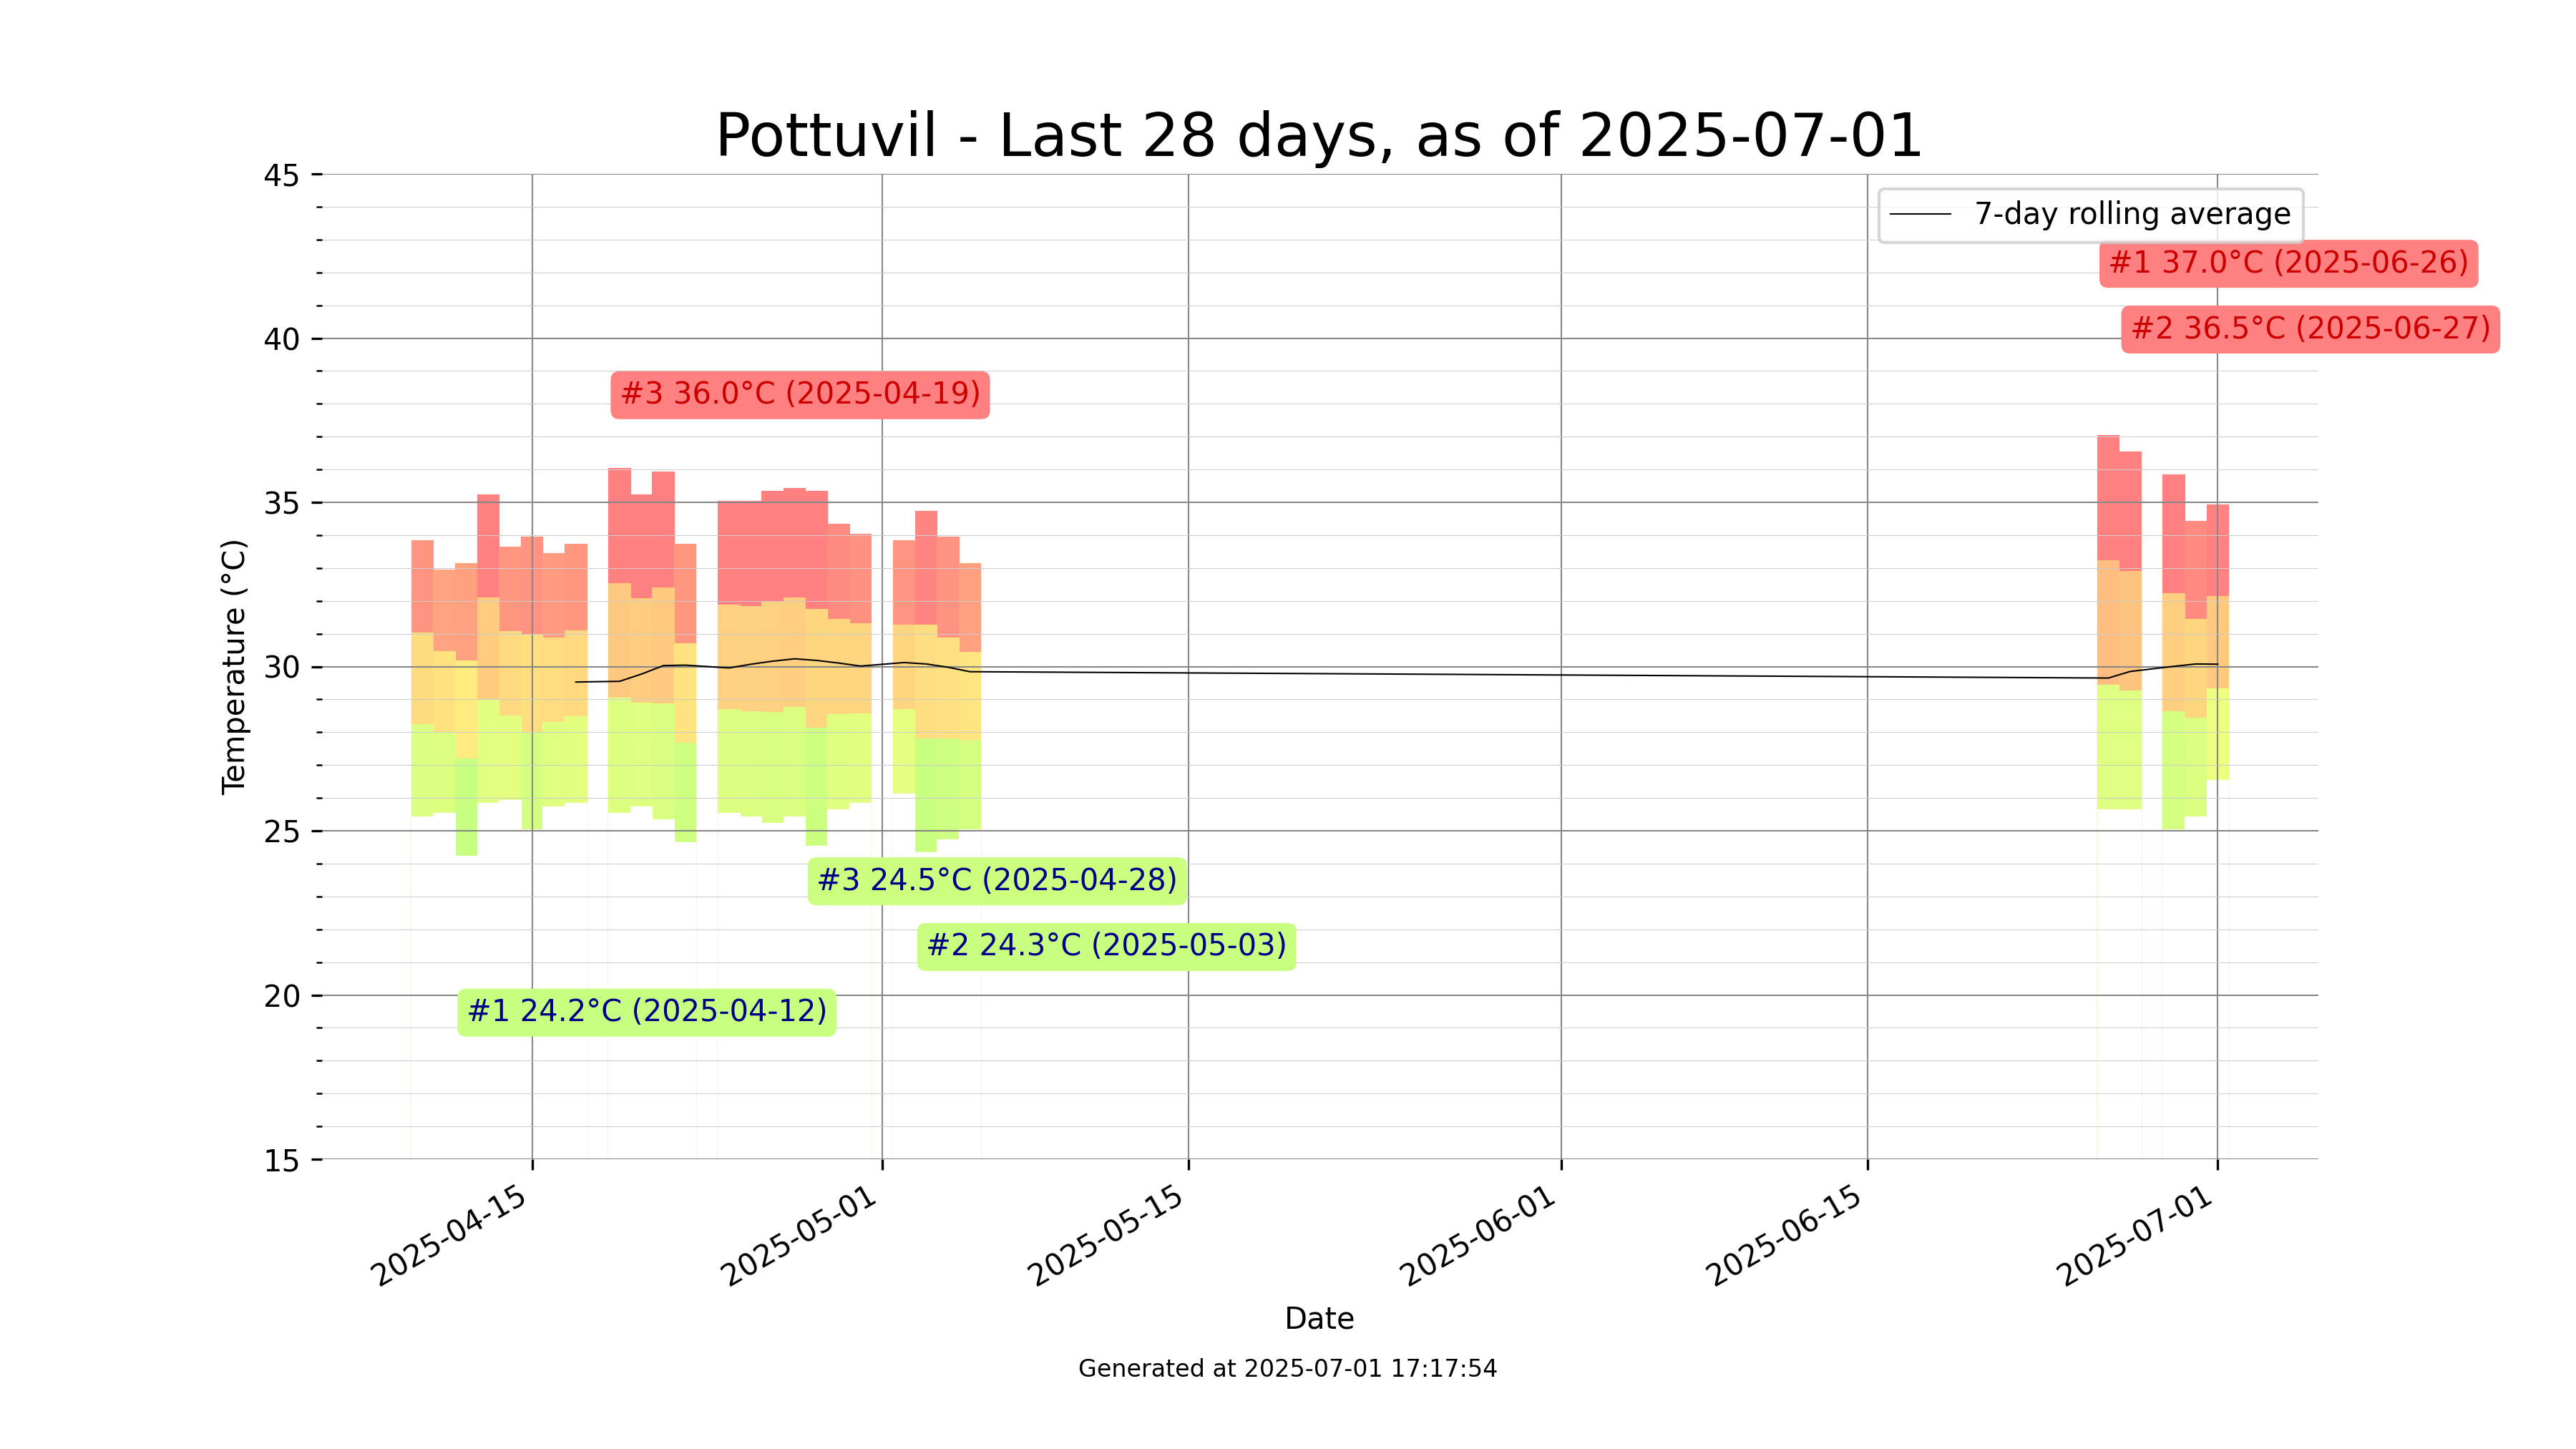 Pottuvil - Last 28 days, as of 2025-07-01
45
7-day rolling average
#1 37.0°C (2025-06-26)
40
#2 36.5°C (2025-06-27)
#3 36.0°C (2025-04-19)
35
30
Temperature (°C)
25
#3 24.5°C (2025-04-28)
#2 24.3°C (2025-05-03)
20
#1 24.2°C (2025-04-12)
15
2025-04-15
2025-05-01
2025-05-15
2025-06-01
2025-06-15
2025-07-01
Date
Generated at 2025-07-01 17:17:54